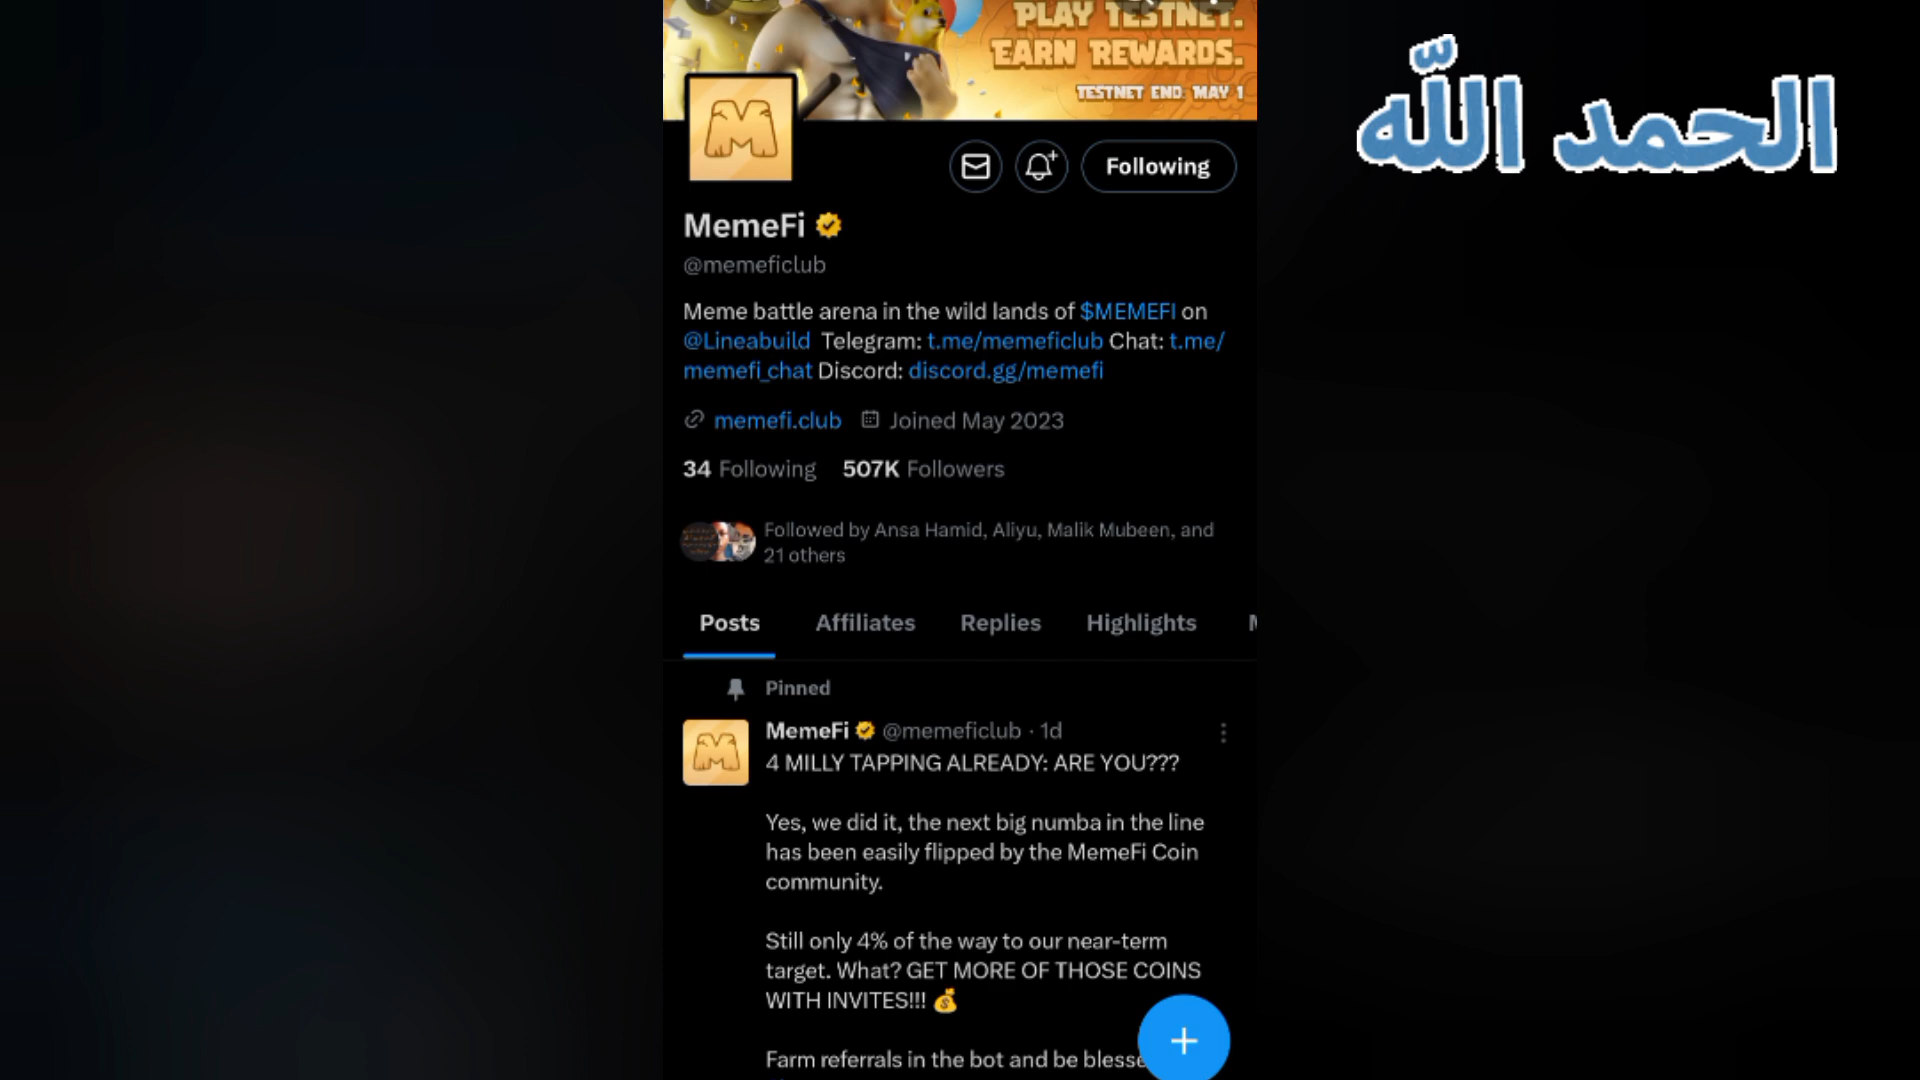 PLAY TESTNET.
EARN REWARDS.
TESTNET END: MAY 1
الحمد اللّه
Following
MemeFi
@memeficlub
Meme battle arena in the wild lands of $MEMEFI on
@Lineabuild Telegram: t.me/memeficlub Chat: t.me/
memefi_chat Discord: discord.gg/memefi
memefi.club Joined May 2023
34 Following 507K Followers
Followed by Ansa Hamid, Aliyu, Malik Mubeen, and
21 others
Posts Affiliates Replies Highlights
Pinned
MemeFi @memeficlub · 1d
4 MILLY TAPPING ALREADY: ARE YOU???
Yes, we did it, the next big numba in the line
has been easily flipped by the MemeFi Coin
community.
Still only 4% of the way to our near-term
target. What? GET MORE OF THOSE COINS
WITH INVITES!!! 💰
Farm referrals in the bot and be